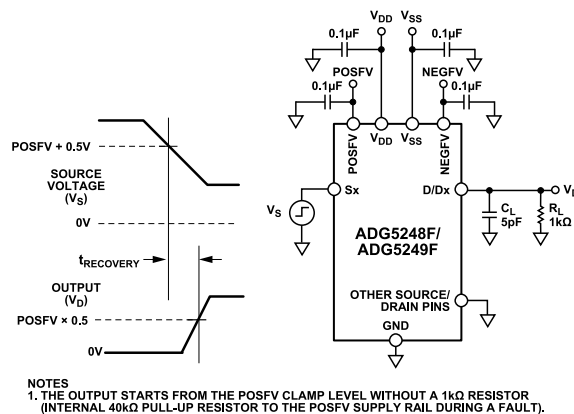 POSFV + 0.5V
SOURCE
VOLTAGE
(VS)
0V
tRECOVERY
OUTPUT
(VD)
POSFV × 0.5
0V
VDD
VSS
0.1µF
0.1µF
POSFV
NEGFV
0.1µF
0.1µF
POSFV
VDD
VSS
NEGFV
Sx
D/Dx
VS
ADG5248F/
ADG5249F
CL
5pF
RL
1kΩ
OTHER SOURCE/
DRAIN PINS
GND
NOTES
1. THE OUTPUT STARTS FROM THE POSFV CLAMP LEVEL WITHOUT A 1kΩ RESISTOR
(INTERNAL 40kΩ PULL-UP RESISTOR TO THE POSFV SUPPLY RAIL DURING A FAULT).